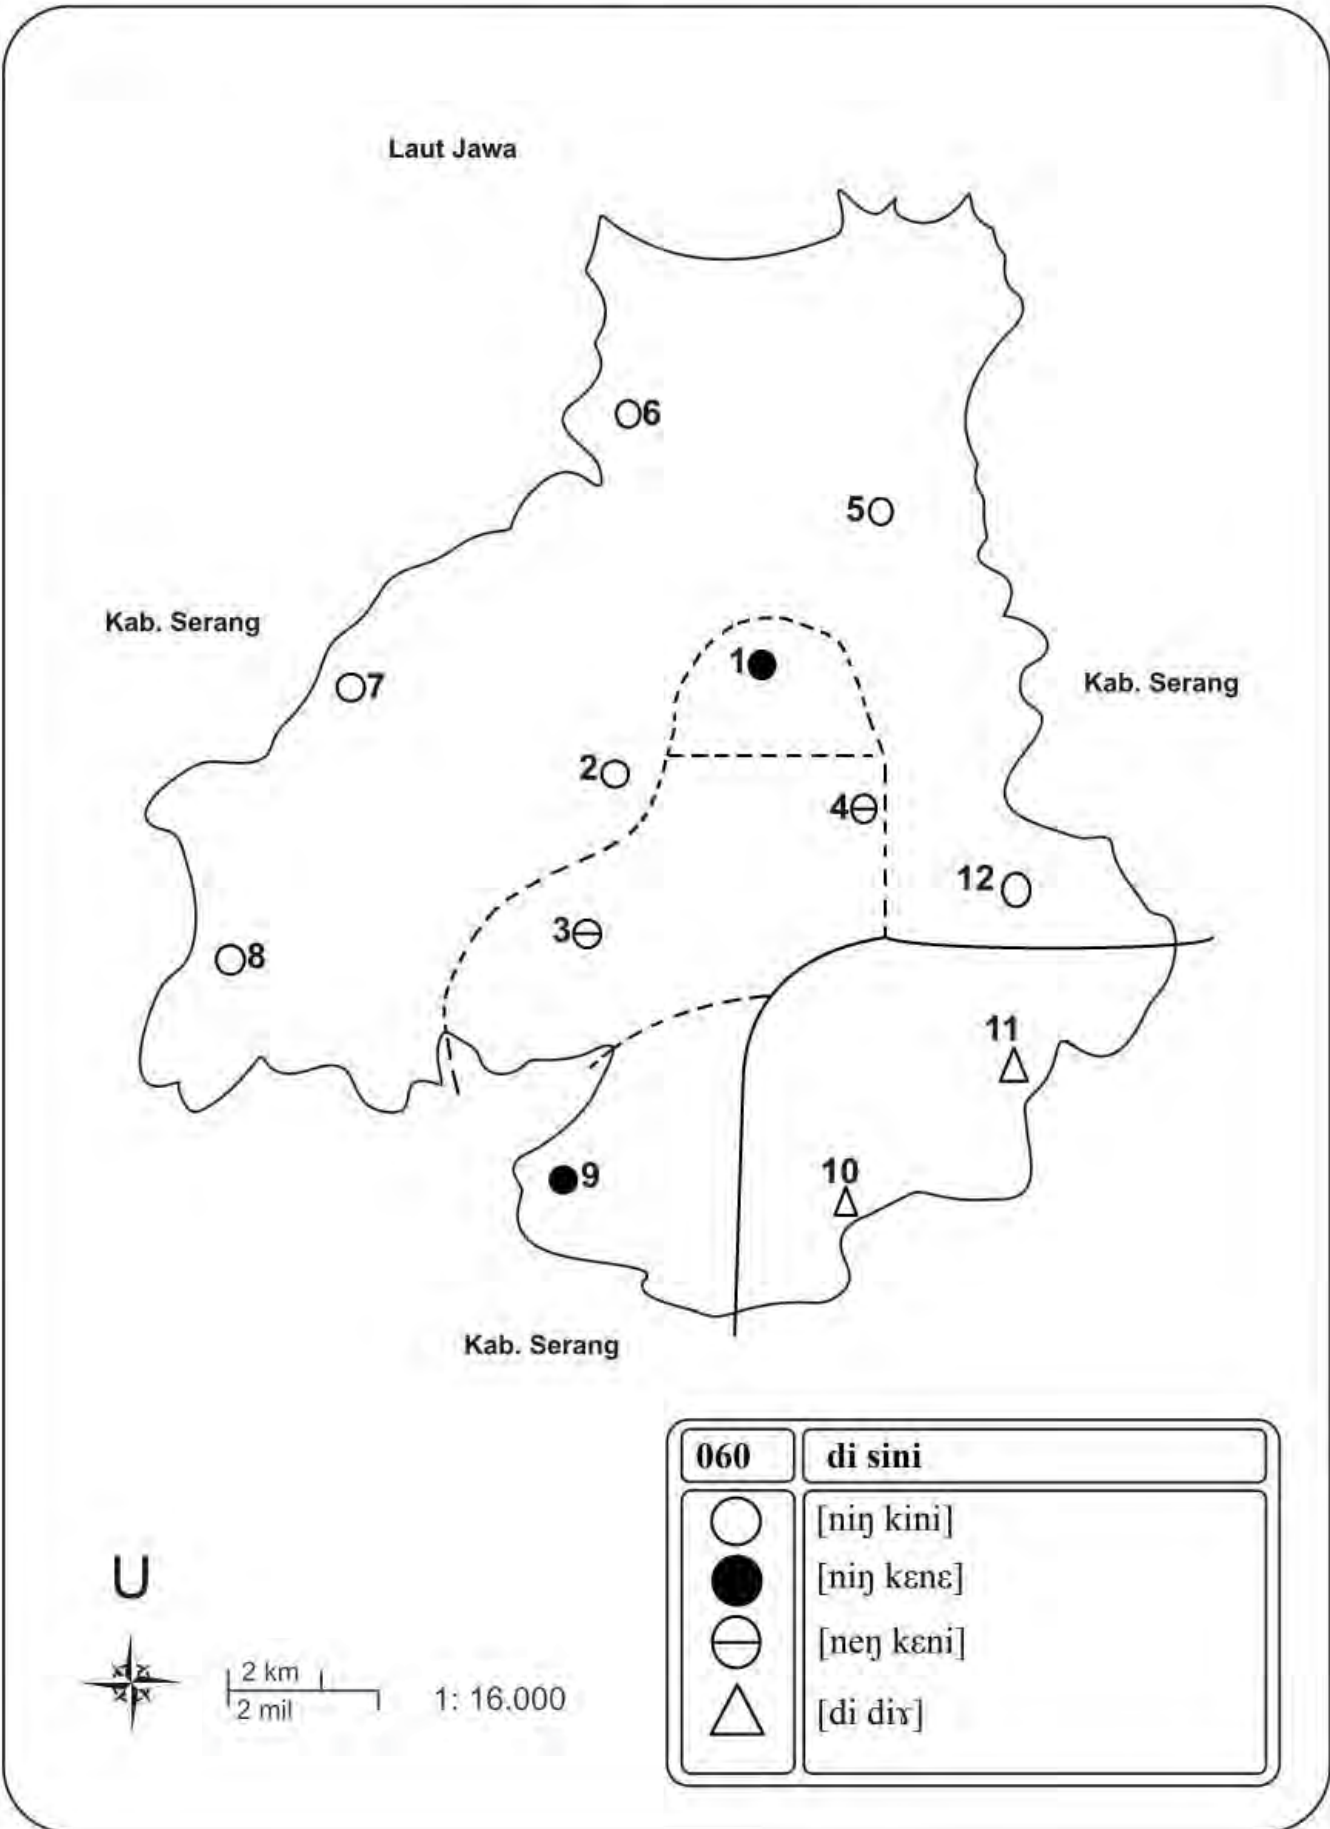 Laut Jawa
6
5
Kab. Serang
1
7
Kab. Serang
2
4
12
3
8
11
10
9
Kab. Serang
060 di sini
[niŋ kini]
[niŋ kɛnɛ]
[neŋ kɛni]
[di diɤ]
U
2 km
2 mil
1: 16.000